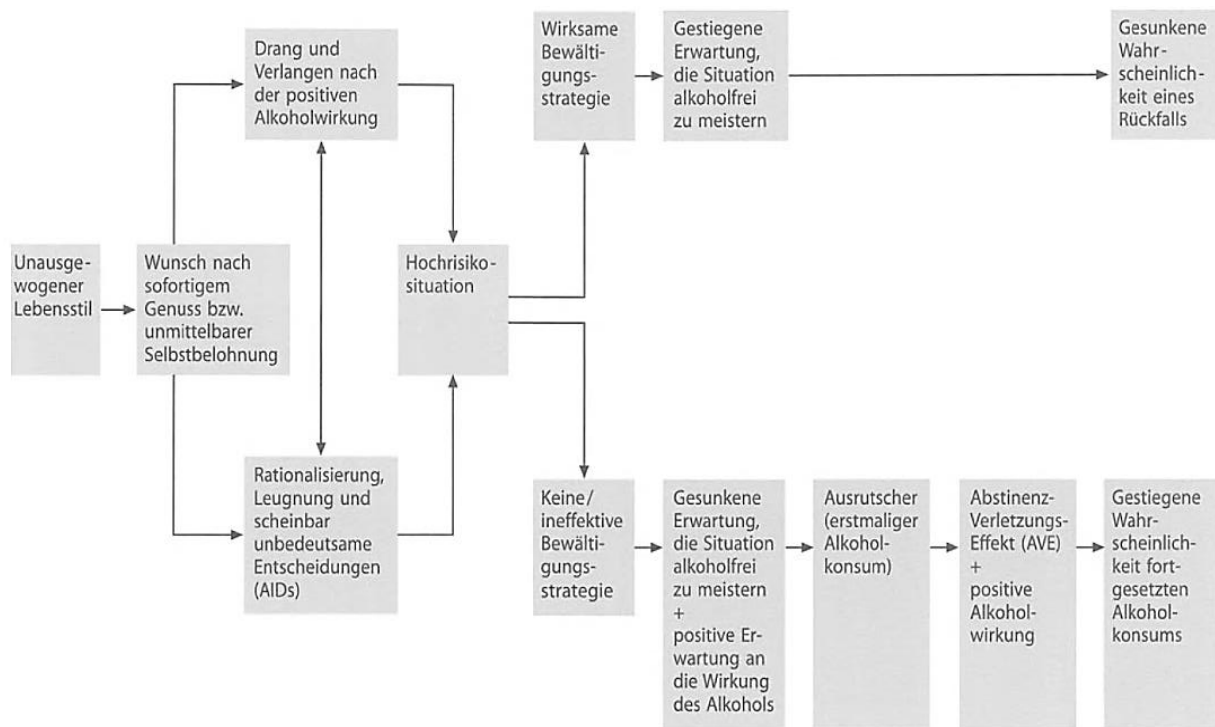 Unausge-
wogener
Lebensstil
Wunsch nach
sofortigem
Genuss bzw.
unmittelbarer
Selbstbelohnung
Drang und
Verlangen nach
der positiven
Alkoholwirkung
Rationalisierung,
Leugnung und
scheinbar
unbedeutsame
Entscheidungen
(AIDs)
Hochrisiko-
situation
Wirksame
Bewälti-
gungs-
strategie
Gestiegene
Erwartung,
die Situation
alkoholfrei
zu meistern
Gesunkene
Wahr-
scheinlich-
keit eines
Rückfalls
Keine/
ineffektive
Bewälti-
gungs-
strategie
Gesunkene
Erwartung,
die Situation
alkoholfrei
zu meistern
+
positive Er-
wartung an
die Wirkung
des Alkohols
Ausrutscher
(erstmaliger
Alkohol-
konsum)
Abstinenz-
Verletzungs-
Effekt (AVE)
+
positive
Alkohol-
wirkung
Gestiegene
Wahr-
scheinlich-
keit fort-
gesetzten
Alkohol-
konsums